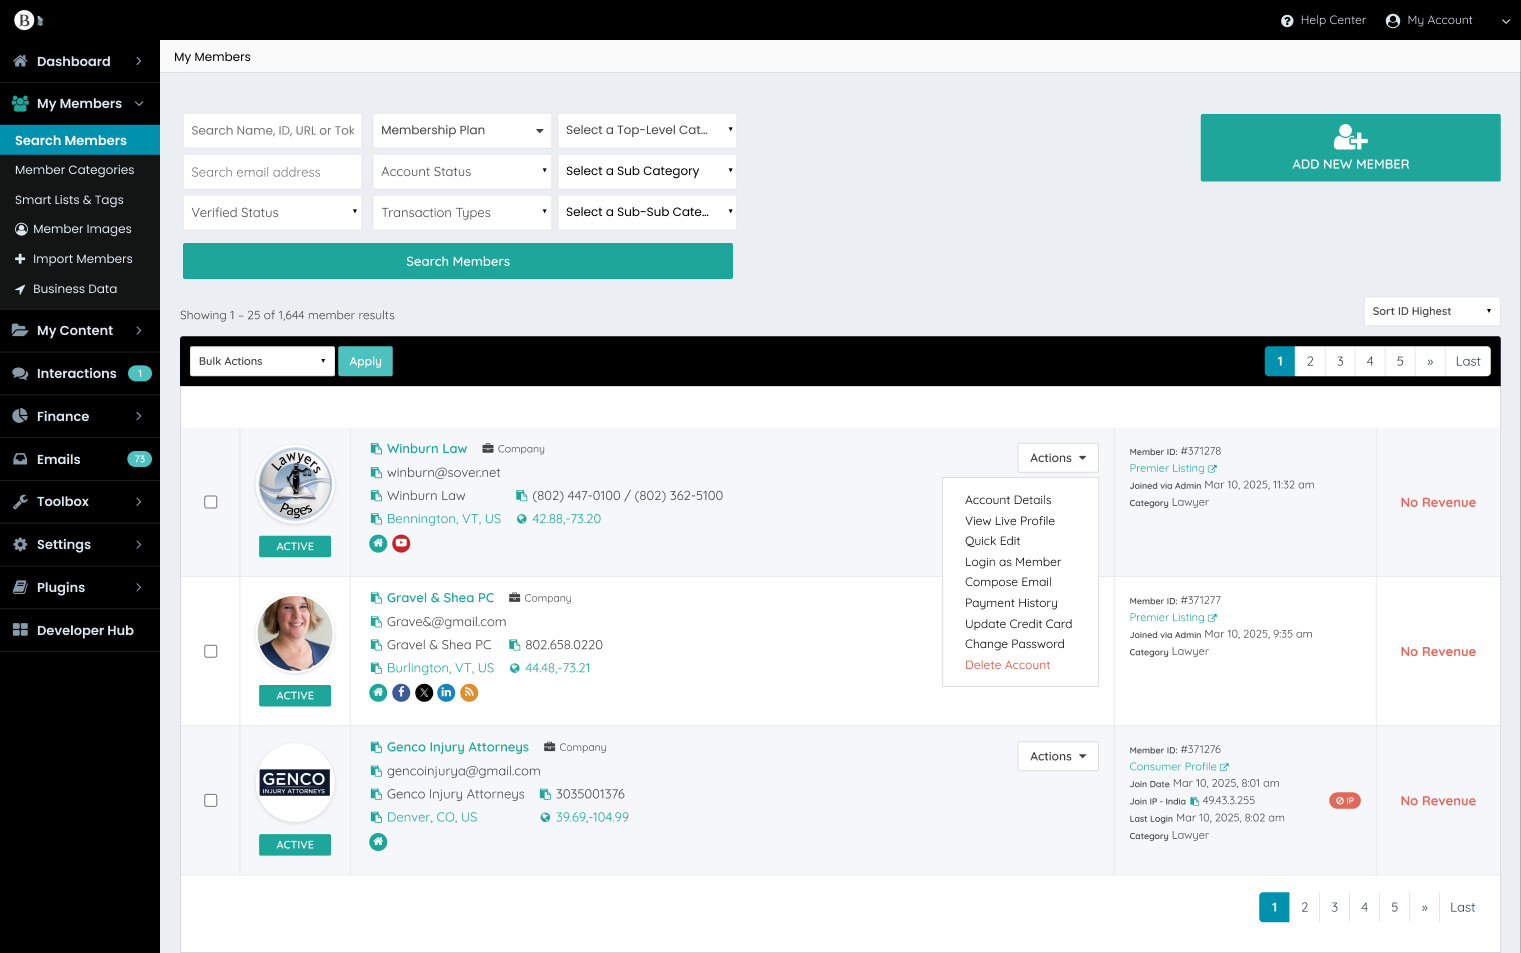 B
Help Center
My Account
Dashboard
My Members
Search Members
Member Categories
Smart Lists & Tags
Member Images
Import Members
Business Data
My Content
Interactions 1
Finance
Emails 73
Toolbox
Settings
Plugins
Developer Hub
My Members
Search Name, ID, URL or Tok
Membership Plan
Select a Top-Level Cat...
Search email address
Account Status
Select a Sub Category
Verified Status
Transaction Types
Select a Sub-Sub Cate...
Search Members
ADD NEW MEMBER
Showing 1 – 25 of 1,644 member results
Sort ID Highest
Bulk Actions
Apply
1 2 3 4 5 » Last
Lawyers
Pages
ACTIVE
Winburn Law Company
winburn@sover.net
Winburn Law (802) 447-0100 / (802) 362-5100
Bennington, VT, US 42.88,-73.20
Actions
Account Details
View Live Profile
Quick Edit
Login as Member
Compose Email
Payment History
Update Credit Card
Change Password
Delete Account
Member ID: #371278
Premier Listing
Joined via Admin Mar 10, 2025, 11:32 am
Category Lawyer
No Revenue
ACTIVE
Gravel & Shea PC Company
Grave&@gmail.com
Gravel & Shea PC 802.658.0220
Burlington, VT, US 44.48,-73.21
Member ID: #371277
Premier Listing
Joined via Admin Mar 10, 2025, 9:35 am
Category Lawyer
No Revenue
GENCO
INJURY ATTORNEYS
ACTIVE
Genco Injury Attorneys Company
gencoinjurya@gmail.com
Genco Injury Attorneys 3035001376
Denver, CO, US 39.69,-104.99
Actions
Member ID: #371276
Consumer Profile
Join Date Mar 10, 2025, 8:01 am
Join IP - India 49.43.3.255
IP
Last Login Mar 10, 2025, 8:02 am
Category Lawyer
No Revenue
1 2 3 4 5 » Last